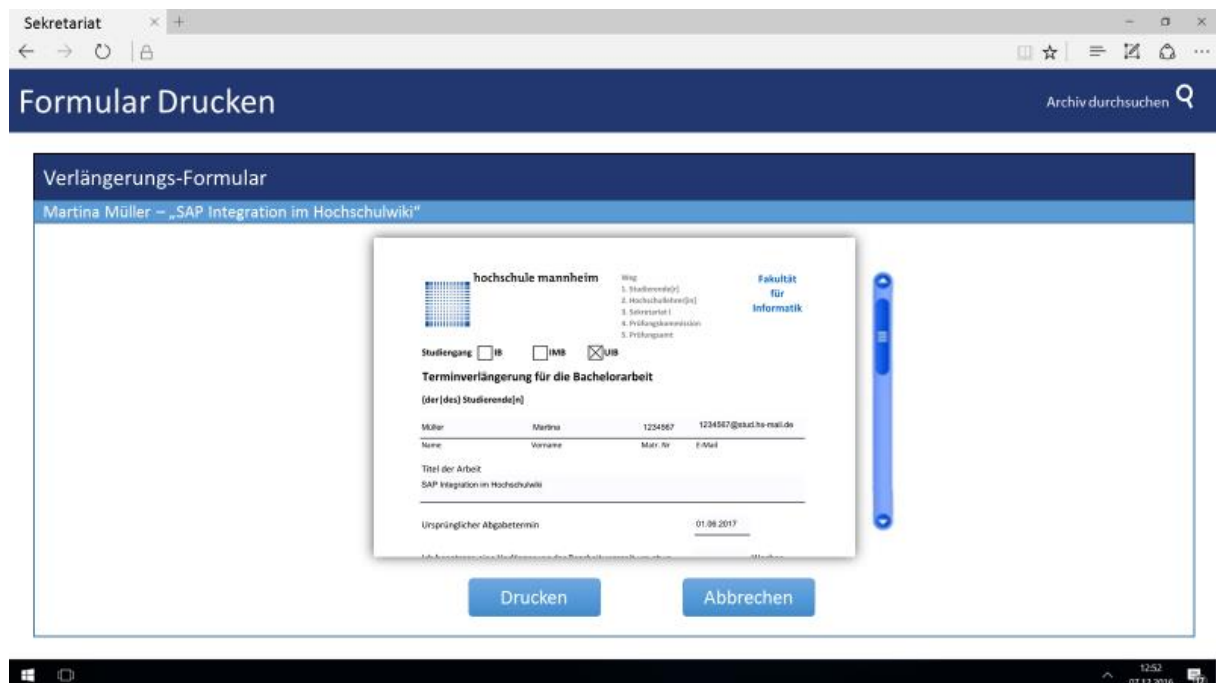 Sekretariat
Formular Drucken
Archiv durchsuchen
Verlängerungs-Formular
Martina Müller – „SAP Integration im Hochschulwiki“
hochschule mannheim
Weg
1. Studierende[r]
2. Hochschullehrer[in]
3. Sekretariat I
4. Prüfungskommission
5. Prüfungsamt
Fakultät
für
Informatik
Studiengang IB IMB UIB
Terminverlängerung für die Bachelorarbeit
(der|des) Studierende[n]
Müller Martina 1234567 1234567@stud.hs-mail.de
Name Vorname Matr. Nr E-Mail
Titel der Arbeit
SAP Integration im Hochschulwiki
Ursprünglicher Abgabetermin 01.06.2017
Drucken Abbrechen
12:52
07.12.2016